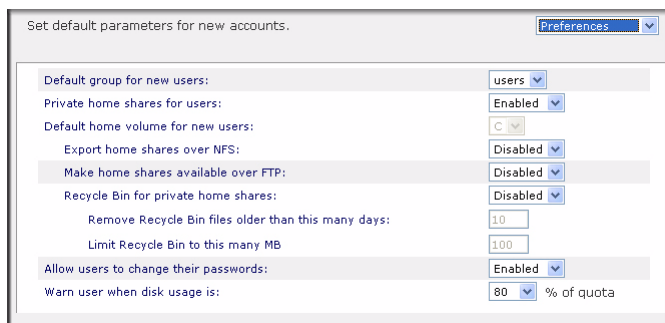 Set default parameters for new accounts. Preferences
Default group for new users: users
Private home shares for users: Enabled
Default home volume for new users: C
Export home shares over NFS: Disabled
Make home shares available over FTP: Disabled
Recycle Bin for private home shares: Disabled
Remove Recycle Bin files older than this many days: 10
Limit Recycle Bin to this many MB 100
Allow users to change their passwords: Enabled
Warn user when disk usage is: 80 % of quota